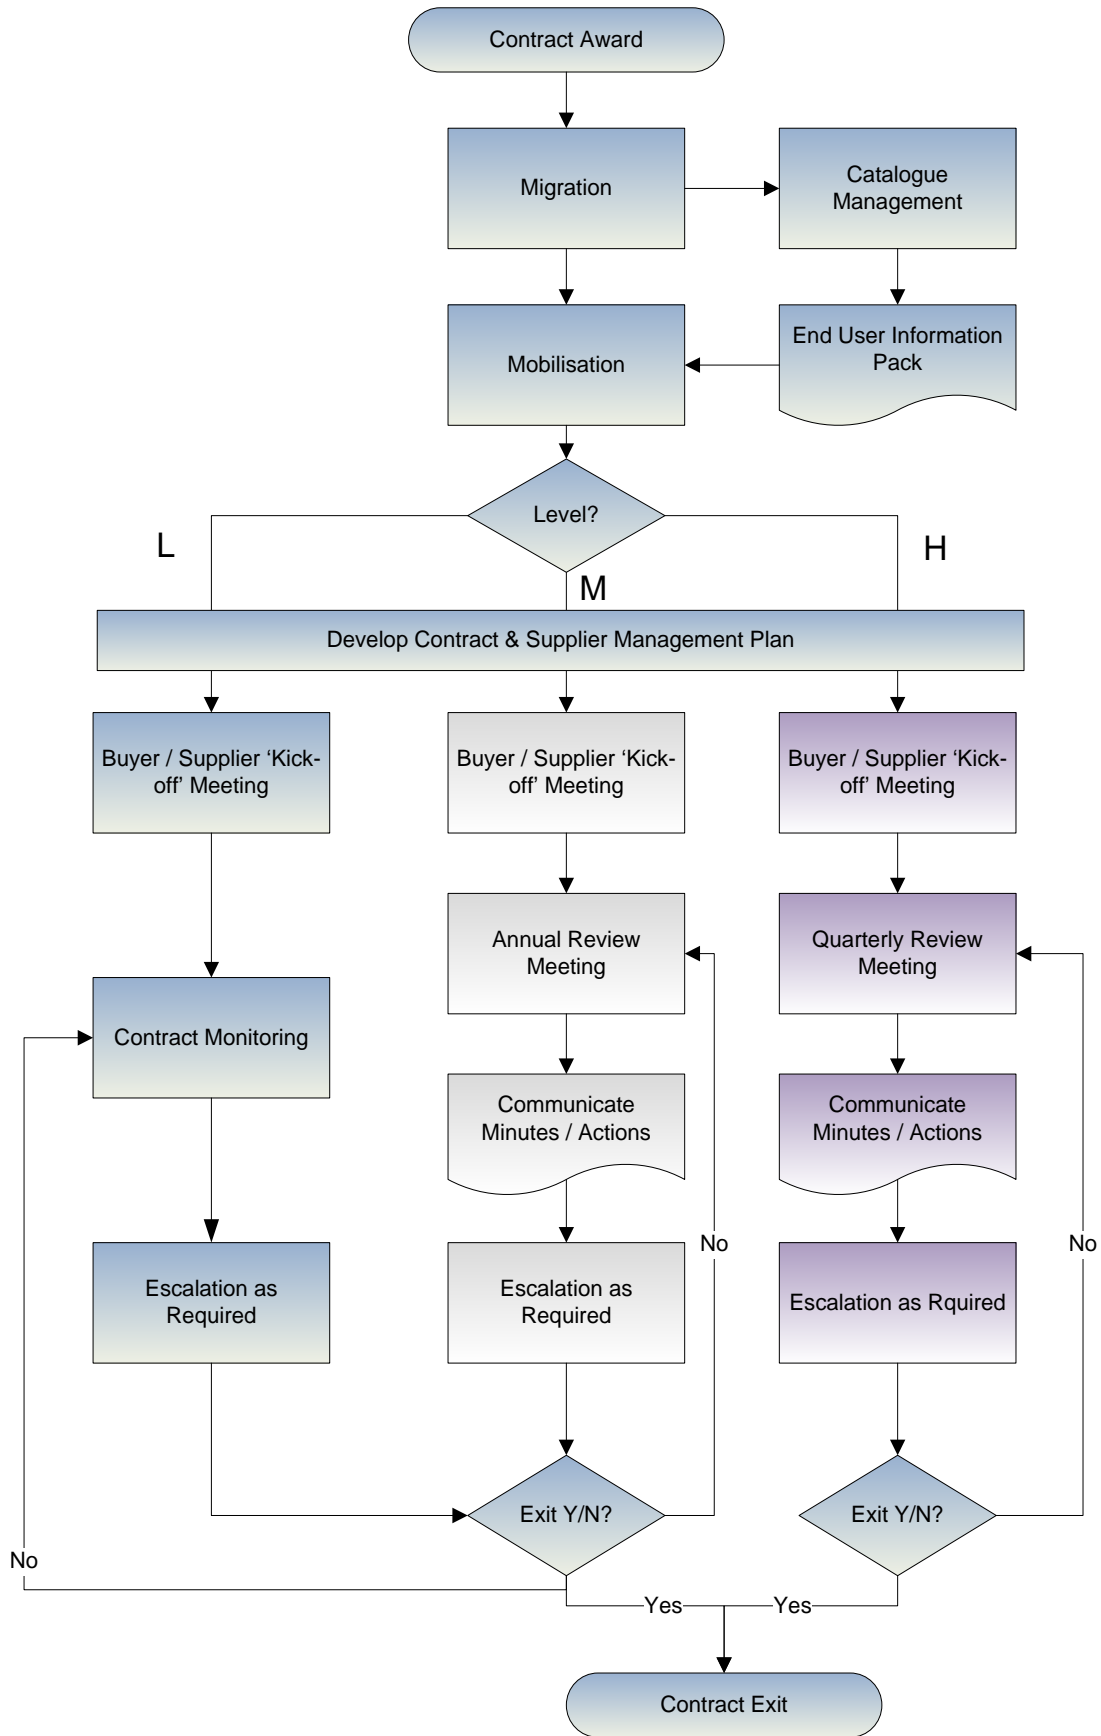 Contract Award
Migration
Catalogue
Management
Mobilisation
End User Information
Pack
Level?
L
M
H
Develop Contract & Supplier Management Plan
Buyer / Supplier ‘Kick-
off’ Meeting
Buyer / Supplier ‘Kick-
off’ Meeting
Buyer / Supplier ‘Kick-
off’ Meeting
Annual Review
Meeting
Quarterly Review
Meeting
Contract Monitoring
Communicate
Minutes / Actions
Communicate
Minutes / Actions
No
No
Escalation as
Required
Escalation as
Required
Escalation as Rquired
Exit Y/N?
Exit Y/N?
No
Yes
Yes
Contract Exit